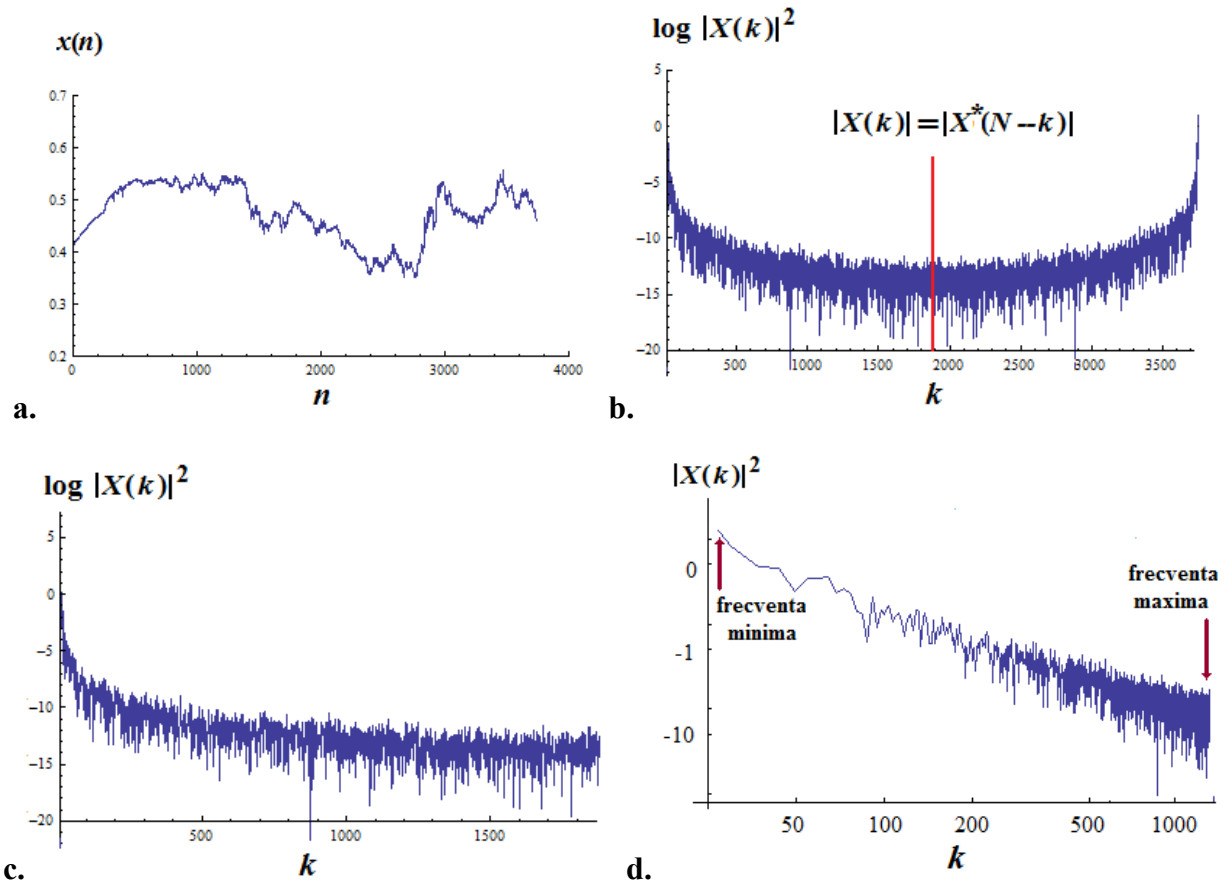 x(n)
0.7
0.6
0.5
0.4
0.3
0.2
0 1000 2000 3000 4000
n
a.
log |X(k)|²
5
0
−5
−10
−15
−20
|X(k)| = |X*(N --k)|
500 1000 1500 2000 2500 3000 3500
k
b.
log |X(k)|²
5
0
−5
−10
−15
−20
500 1000 1500
k
c.
|X(k)|²
0
-1
-10
frecventa
minima
frecventa
maxima
50 100 200 500 1000
k
d.